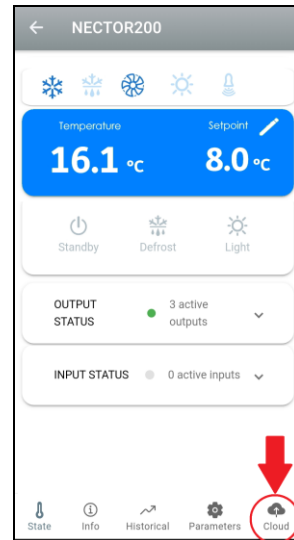 NECTOR200
Temperature
Setpoint
16.1 °C
8.0 °C
Standby
Defrost
Light
OUTPUT
STATUS
3 active
outputs
INPUT STATUS
0 active inputs
State
Info
Historical
Parameters
Cloud